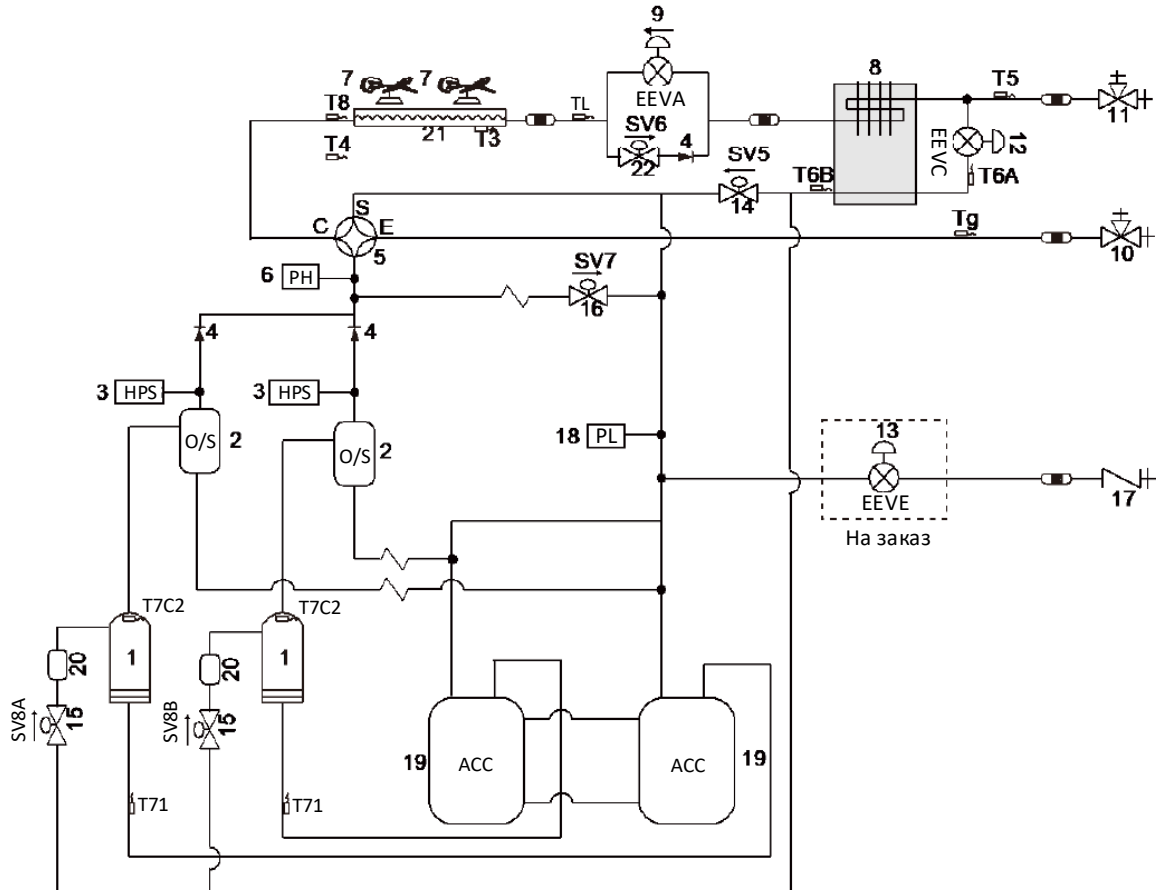 9
7 7
8
T8
EEVA
TL
T5
21
T3
SV6
4
22
11
EEVC
12
T4
SV5
T6B
T6A
14
S
C E
5
Tg
10
6 PH
SV7
16
4
4
3 HPS
3 HPS
18 PL
13
O/S 2
O/S 2
EEVE
17
На заказ
T7C2
T7C2
1
1
20
20
SV8A
15
SV8B
15
19 ACC
ACC 19
T71
T71